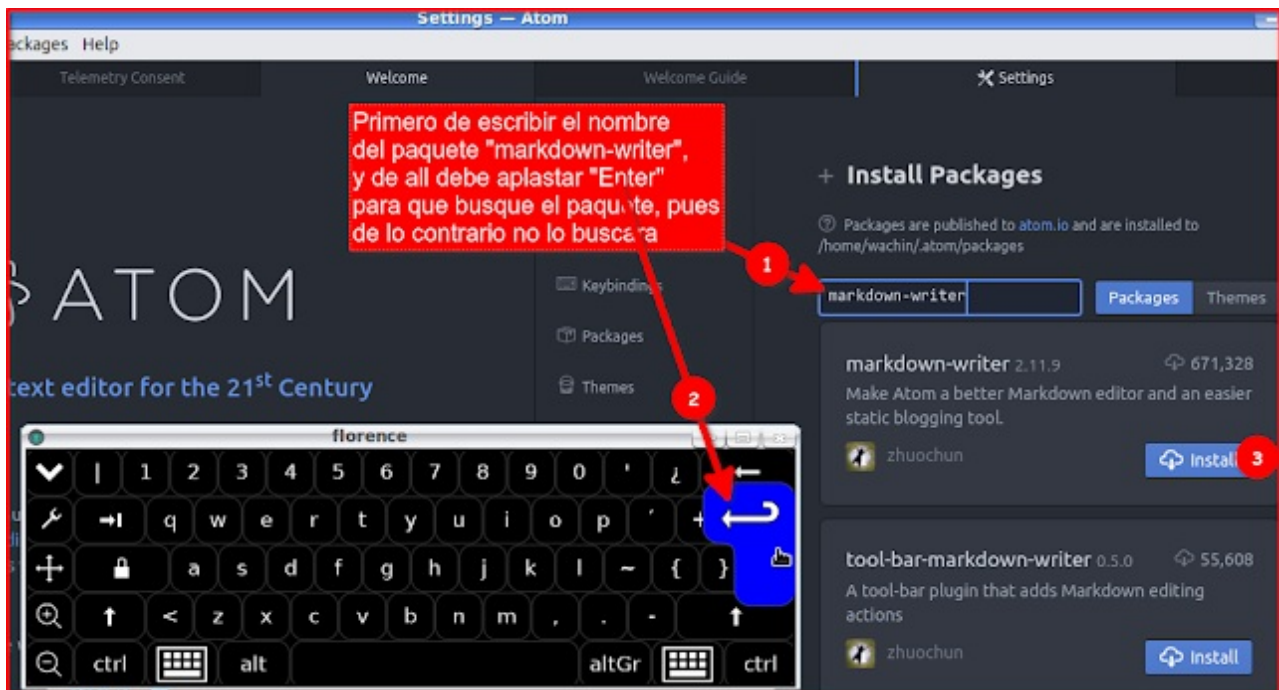 Settings — Atom
ackages Help
Telemetry Consent
Welcome
Welcome Guide
Settings
Primero de escribir el nombre
del paquete "markdown-writer",
y de all debe aplastar "Enter"
para que busque el paquete, pues
de lo contrario no lo buscara
+ Install Packages
Packages are published to atom.io and are installed to
/home/wachin/.atom/packages
1
markdown-writer
Packages Themes
ATOM
text editor for the 21st Century
Keybindings
Packages
Themes
2
markdown-writer 2.11.9 671,328
Make Atom a better Markdown editor and an easier
static blogging tool.
zhuochun
Install 3
tool-bar-markdown-writer 0.5.0 55,608
A tool-bar plugin that adds Markdown editing
actions
zhuochun
Install
florence
| 1 2 3 4 5 6 7 8 9 0 ' ¿
q w e r t y u i o p ´ +
a s d f g h j k l ~ { }
< z x c v b n m , . -
ctrl alt altGr ctrl